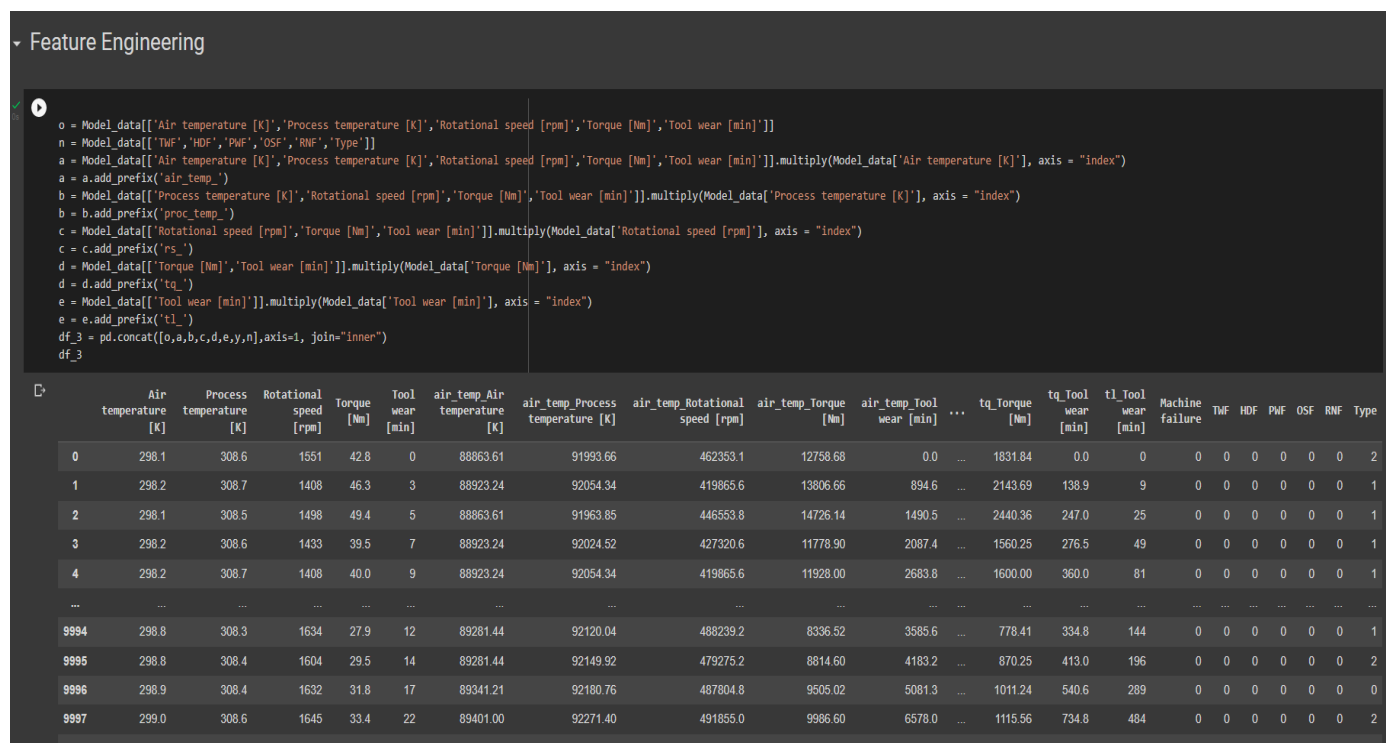 Feature Engineering
0s
o = Model_data[['Air temperature [K]','Process temperature [K]','Rotational speed [rpm]','Torque [Nm]','Tool wear [min]']]
n = Model_data[['TWF','HDF','PWF','OSF','RNF','Type']]
a = Model_data[['Air temperature [K]','Process temperature [K]','Rotational speed [rpm]','Torque [Nm]','Tool wear [min]']].multiply(Model_data['Air temperature [K]'], axis = "index")
a = a.add_prefix('air_temp_')
b = Model_data[['Process temperature [K]','Rotational speed [rpm]','Torque [Nm]','Tool wear [min]']].multiply(Model_data['Process temperature [K]'], axis = "index")
b = b.add_prefix('proc_temp_')
c = Model_data[['Rotational speed [rpm]','Torque [Nm]','Tool wear [min]']].multiply(Model_data['Rotational speed [rpm]'], axis = "index")
c = c.add_prefix('rs_')
d = Model_data[['Torque [Nm]','Tool wear [min]']].multiply(Model_data['Torque [Nm]'], axis = "index")
d = d.add_prefix('tq_')
e = Model_data[['Tool wear [min]']].multiply(Model_data['Tool wear [min]'], axis = "index")
e = e.add_prefix('tl_')
df_3 = pd.concat([o,a,b,c,d,e,y,n],axis=1, join="inner")
df_3
Air temperature [K] Process temperature [K] Rotational speed [rpm] Torque [Nm] Tool wear [min] air_temp_Air temperature [K] air_temp_Process temperature [K] air_temp_Rotational speed [rpm] air_temp_Torque [Nm] air_temp_Tool wear [min] ... tq_Torque [Nm] tq_Tool wear [min] tl_Tool wear [min] Machine failure TWF HDF PWF OSF RNF Type
0 298.1 308.6 1551 42.8 0 88863.61 91993.66 462353.1 12758.68 0.0 ... 1831.84 0.0 0 0 0 0 0 0 0 2
1 298.2 308.7 1408 46.3 3 88923.24 92054.34 419865.6 13806.66 894.6 ... 2143.69 138.9 9 0 0 0 0 0 0 1
2 298.1 308.5 1498 49.4 5 88863.61 91963.85 446553.8 14726.14 1490.5 ... 2440.36 247.0 25 0 0 0 0 0 0 1
3 298.2 308.6 1433 39.5 7 88923.24 92024.52 427320.6 11778.90 2087.4 ... 1560.25 276.5 49 0 0 0 0 0 0 1
4 298.2 308.7 1408 40.0 9 88923.24 92054.34 419865.6 11928.00 2683.8 ... 1600.00 360.0 81 0 0 0 0 0 0 1
... ... ... ... ... ... ... ... ... ... ... ... ... ... ... ... ... ... ... ... ... ...
9994 298.8 308.3 1634 27.9 12 89281.44 92120.04 488239.2 8336.52 3585.6 ... 778.41 334.8 144 0 0 0 0 0 0 1
9995 298.8 308.4 1604 29.5 14 89281.44 92149.92 479275.2 8814.60 4183.2 ... 870.25 413.0 196 0 0 0 0 0 0 2
9996 298.9 308.4 1632 31.8 17 89341.21 92180.76 487804.8 9505.02 5081.3 ... 1011.24 540.6 289 0 0 0 0 0 0 0
9997 299.0 308.6 1645 33.4 22 89401.00 92271.40 491855.0 9986.60 6578.0 ... 1115.56 734.8 484 0 0 0 0 0 0 2